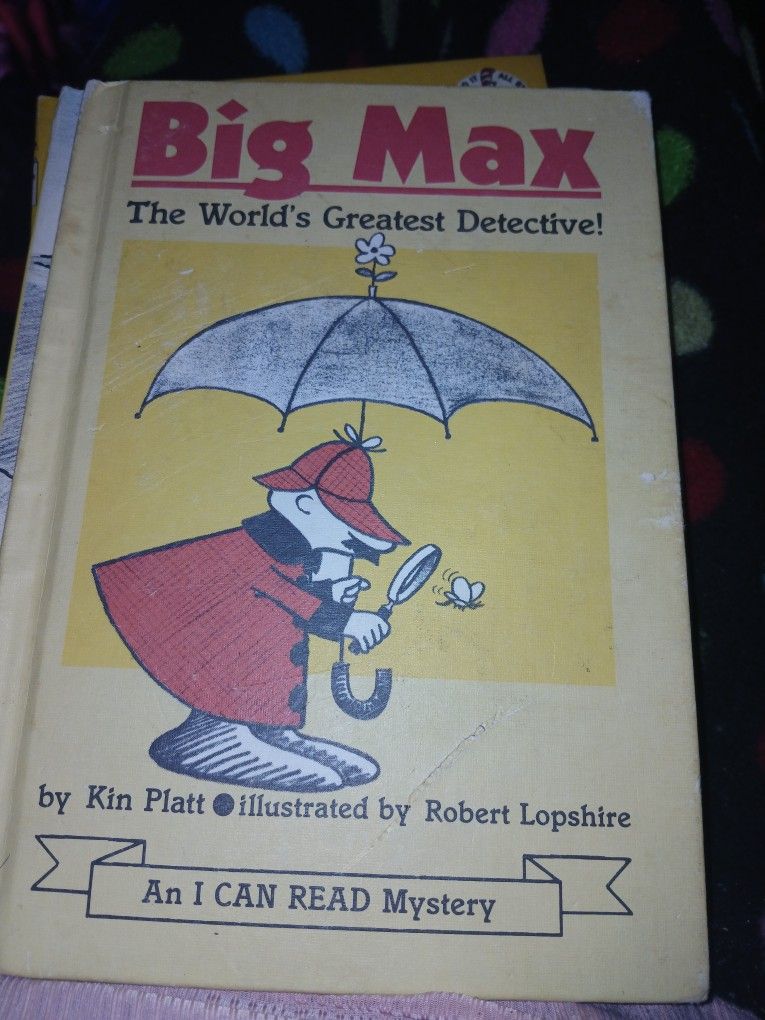 Big Max
The World's Greatest Detective!
by Kin Platt ● illustrated by Robert Lopshire
An I CAN READ Mystery